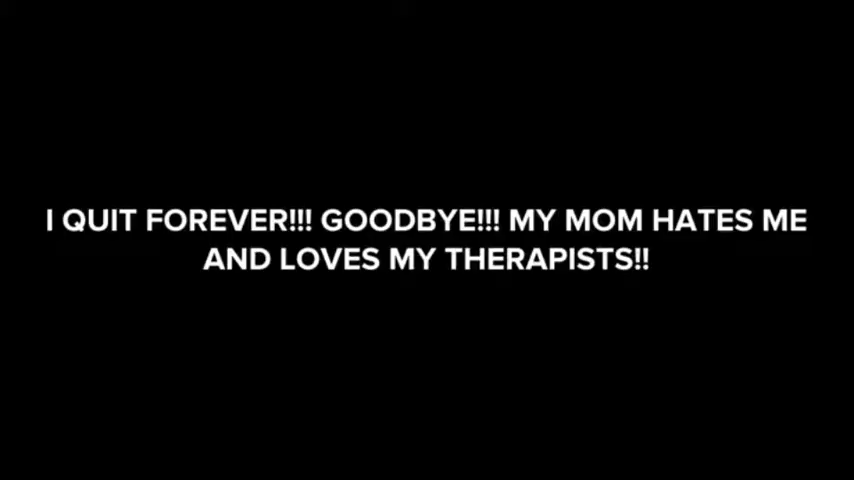 I QUIT FOREVER!!! GOODBYE!!! MY MOM HATES ME
AND LOVES MY THERAPISTS!!